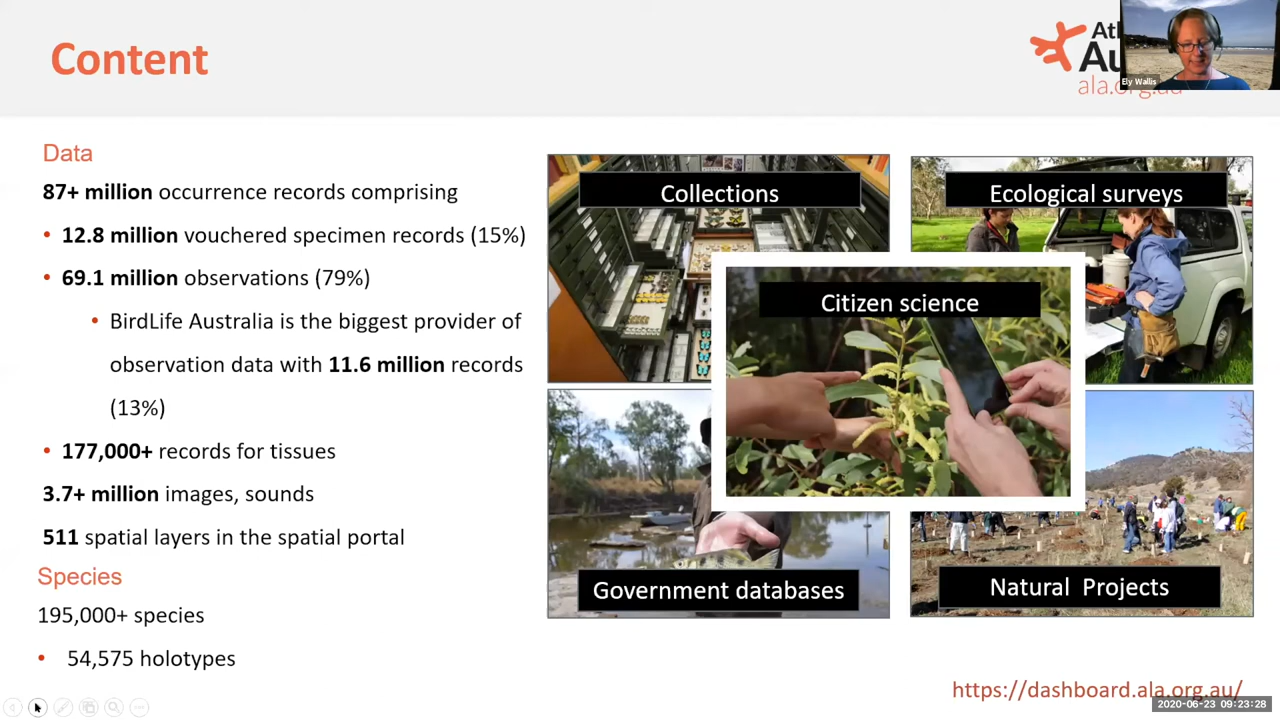 Content
Atl
Au
ala.org.au
Ely Wallis
Data
87+ million occurrence records comprising
• 12.8 million vouchered specimen records (15%)
• 69.1 million observations (79%)
• BirdLife Australia is the biggest provider of
observation data with 11.6 million records
(13%)
• 177,000+ records for tissues
3.7+ million images, sounds
511 spatial layers in the spatial portal
Species
195,000+ species
• 54,575 holotypes
Collections
Ecological surveys
Citizen science
Government databases
Natural Projects
https://dashboard.ala.org.au/
2020-06-23 09:23:28